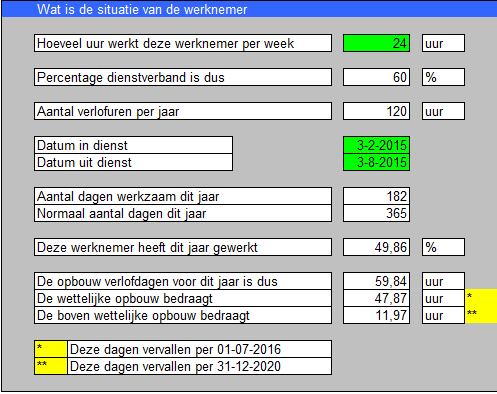 Wat is de situatie van de werknemer
Hoeveel uur werkt deze werknemer per week 24 uur
Percentage dienstverband is dus 60 %
Aantal verlofuren per jaar 120 uur
Datum in dienst 3-2-2015
Datum uit dienst 3-8-2015
Aantal dagen werkzaam dit jaar 182
Normaal aantal dagen dit jaar 365
Deze werknemer heeft dit jaar gewerkt 49,86 %
De opbouw verlofdagen voor dit jaar is dus 59,84 uur
De wettelijke opbouw bedraagt 47,87 uur *
De boven wettelijke opbouw bedraagt 11,97 uur **
* Deze dagen vervallen per 01-07-2016
** Deze dagen vervallen per 31-12-2020